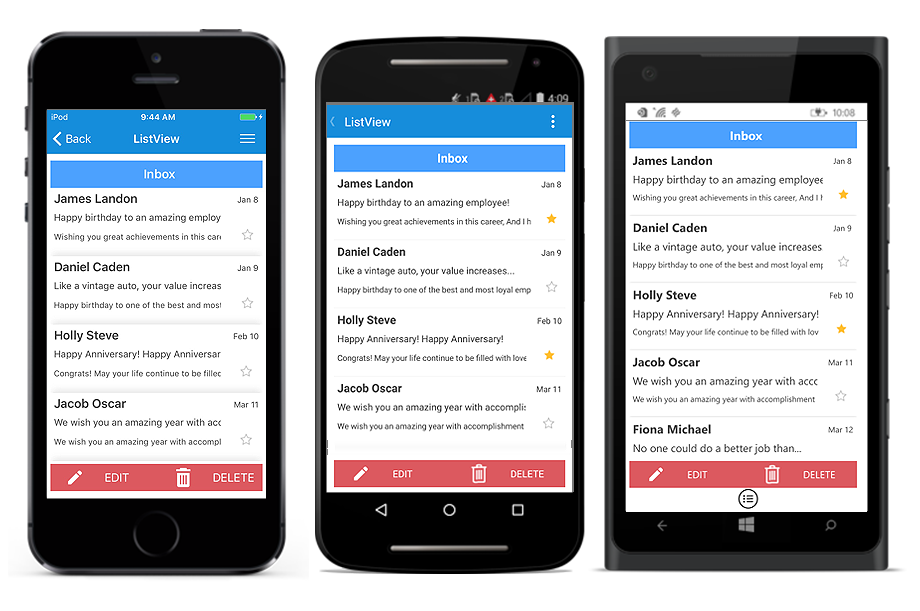 iPod 9:44 AM
Back ListView
Inbox
James Landon Jan 8
Happy birthday to an amazing employ
Wishing you great achievements in this care
Daniel Caden Jan 9
Like a vintage auto, your value increas
Happy birthday to one of the best and most
Holly Steve Feb 10
Happy Anniversary! Happy Anniversar
Congrats! May your life continue to be filled
Jacob Oscar Mar 11
We wish you an amazing year with acc
We wish you an amazing year with accompl
EDIT DELETE
4:09
ListView
Inbox
James Landon Jan 8
Happy birthday to an amazing employee!
Wishing you great achievements in this career, And I h
Daniel Caden Jan 9
Like a vintage auto, your value increases...
Happy birthday to one of the best and most loyal emp
Holly Steve Feb 10
Happy Anniversary! Happy Anniversary!
Congrats! May your life continue to be filled with love
Jacob Oscar Mar 11
We wish you an amazing year with accomplis
We wish you an amazing year with accomplishment
EDIT DELETE
10:08
Inbox
James Landon Jan 8
Happy birthday to an amazing employee
Wishing you great achievements in this career, And I h
Daniel Caden Jan 9
Like a vintage auto, your value increases
Happy birthday to one of the best and most loyal emp
Holly Steve Feb 10
Happy Anniversary! Happy Anniversary!
Congrats! May your life continue to be filled with lov
Jacob Oscar Mar 11
We wish you an amazing year with acco
We wish you an amazing year with accomplishment
Fiona Michael Mar 12
No one could do a better job than...
EDIT DELETE